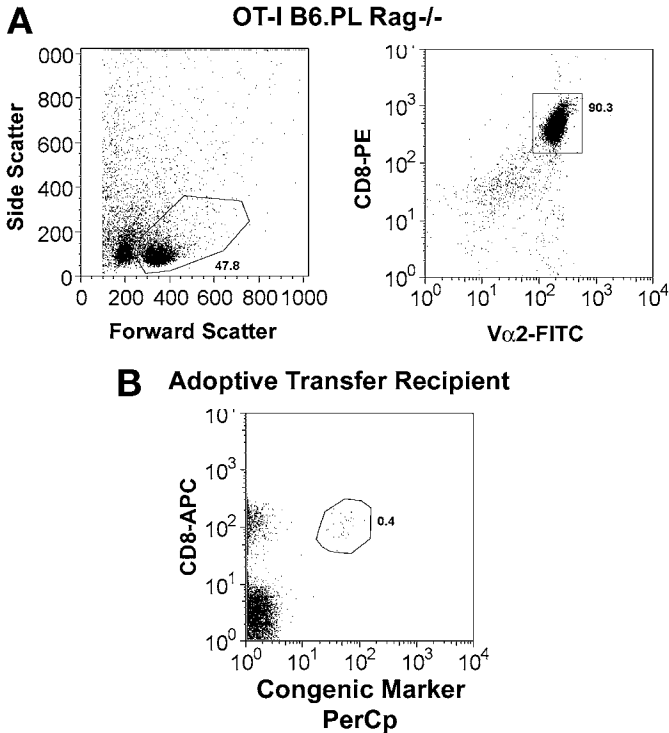 A
OT-I B6.PL Rag-/-
Side Scatter
000
800
600
400
200
0
47.8
0 200 400 600 800 1000
Forward Scatter
CD8-PE
10³
10²
10¹
10⁰
90.3
10⁰ 10¹ 10² 10³ 10⁴
Vα2-FITC
B Adoptive Transfer Recipient
CD8-APC
10³
10²
10¹
10⁰
0.4
10⁰ 10¹ 10² 10³ 10⁴
Congenic Marker
PerCp